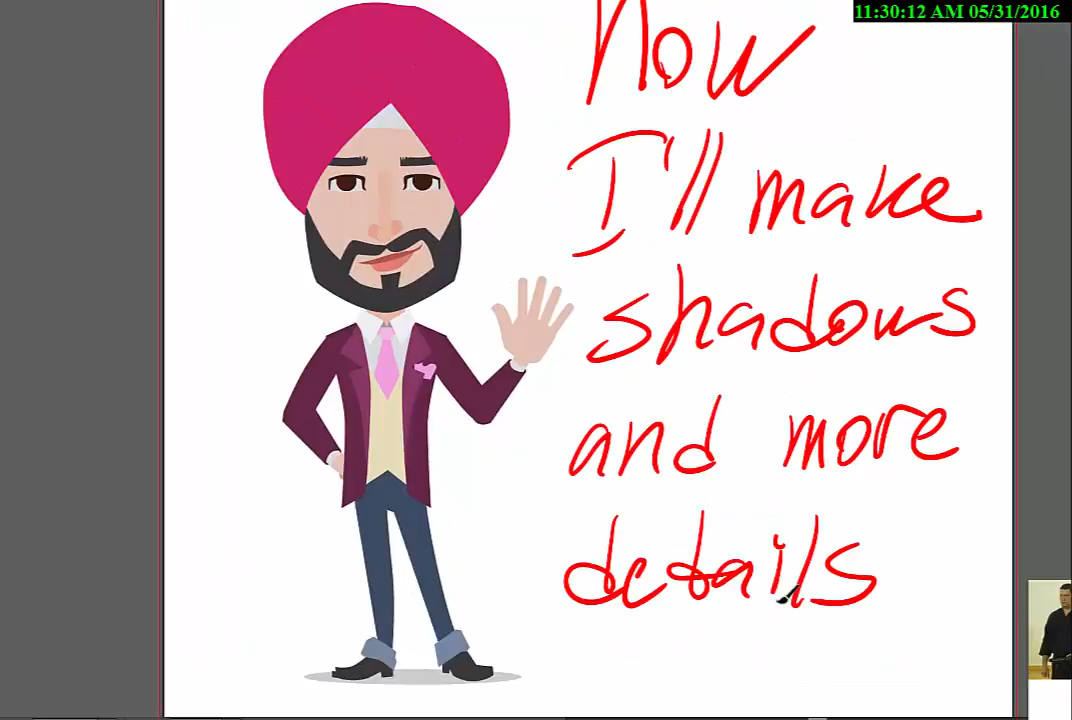 11:30:12 AM 05/31/2016
Now
I'll make
shadows
and more
details